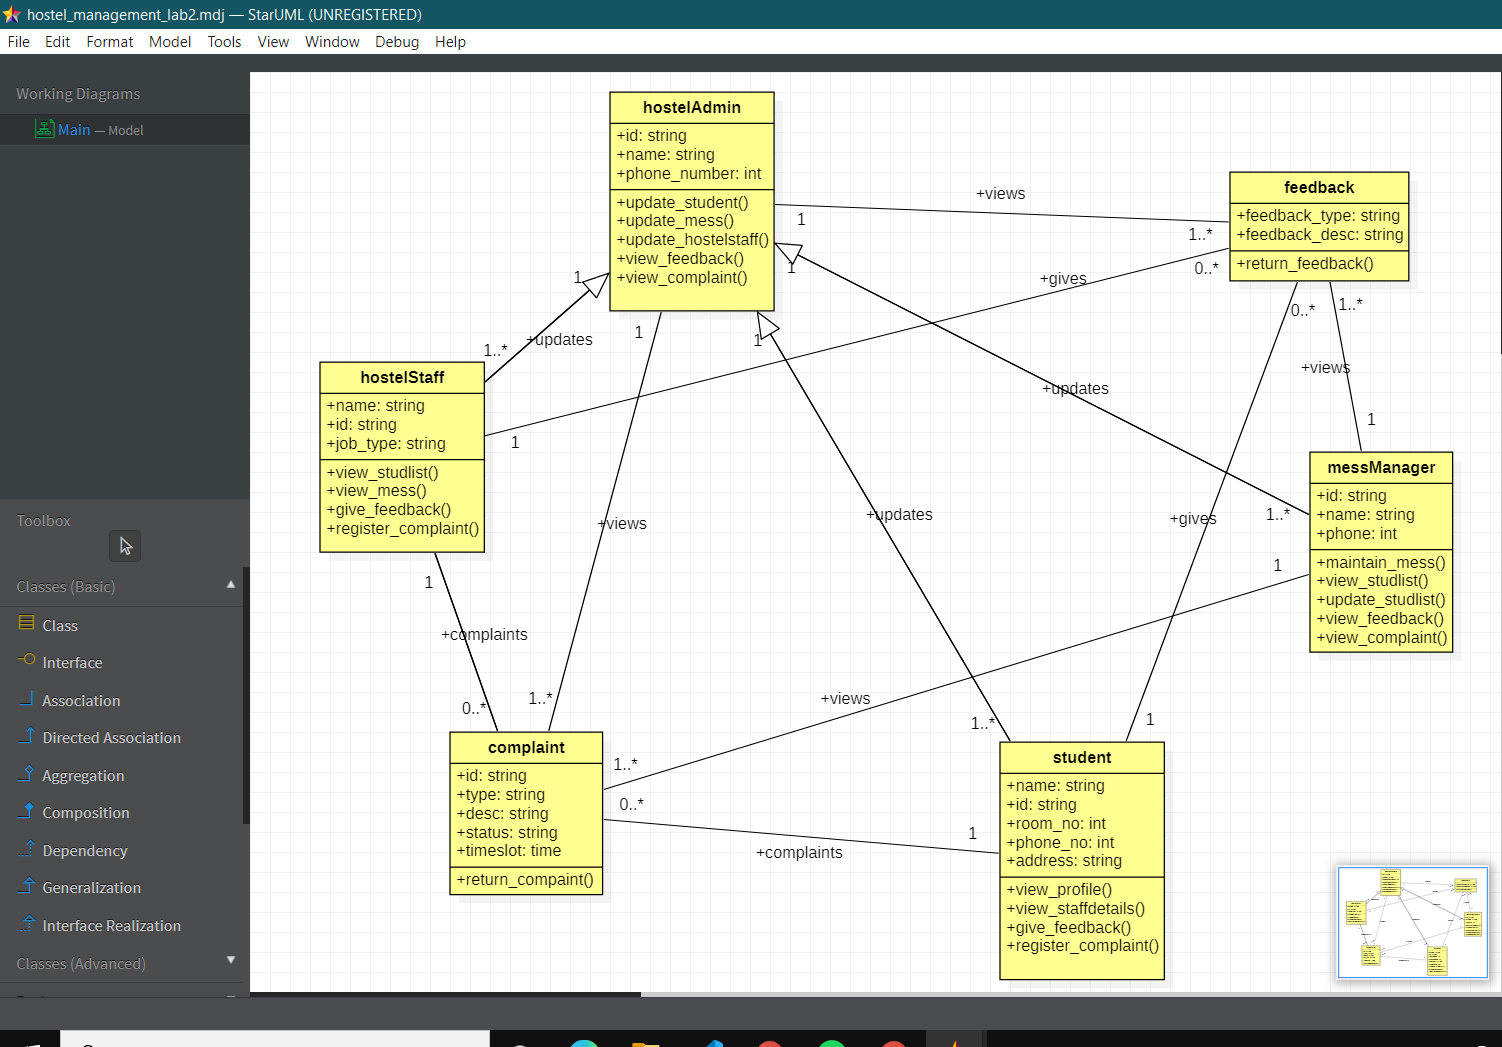 hostel_management_lab2.mdj — StarUML (UNREGISTERED)
File Edit Format Model Tools View Window Debug Help
Working Diagrams
Main — Model
Toolbox
Classes (Basic)
Class
Interface
Association
Directed Association
Aggregation
Composition
Dependency
Generalization
Interface Realization
Classes (Advanced)
hostelAdmin
+id: string
+name: string
+phone_number: int
+update_student()
+update_mess()
+update_hostelstaff()
+view_feedback()
+view_complaint()
+views
1
1..*
feedback
+feedback_type: string
+feedback_desc: string
+return_feedback()
0..*
+gives
1
1
1
+updates
1..*
1
1
0..*
1..*
+views
1
hostelStaff
+name: string
+id: string
+job_type: string
+view_studlist()
+view_mess()
+give_feedback()
+register_complaint()
1
+updates
messManager
+id: string
+name: string
+phone: int
+maintain_mess()
+view_studlist()
+update_studlist()
+view_feedback()
+view_complaint()
+views
+updates
+gives
1..*
1
1
+complaints
0..*
1..*
+views
1..*
1
complaint
+id: string
+type: string
+desc: string
+status: string
+timeslot: time
+return_compaint()
1..*
0..*
+complaints
1
student
+name: string
+id: string
+room_no: int
+phone_no: int
+address: string
+view_profile()
+view_staffdetails()
+give_feedback()
+register_complaint()